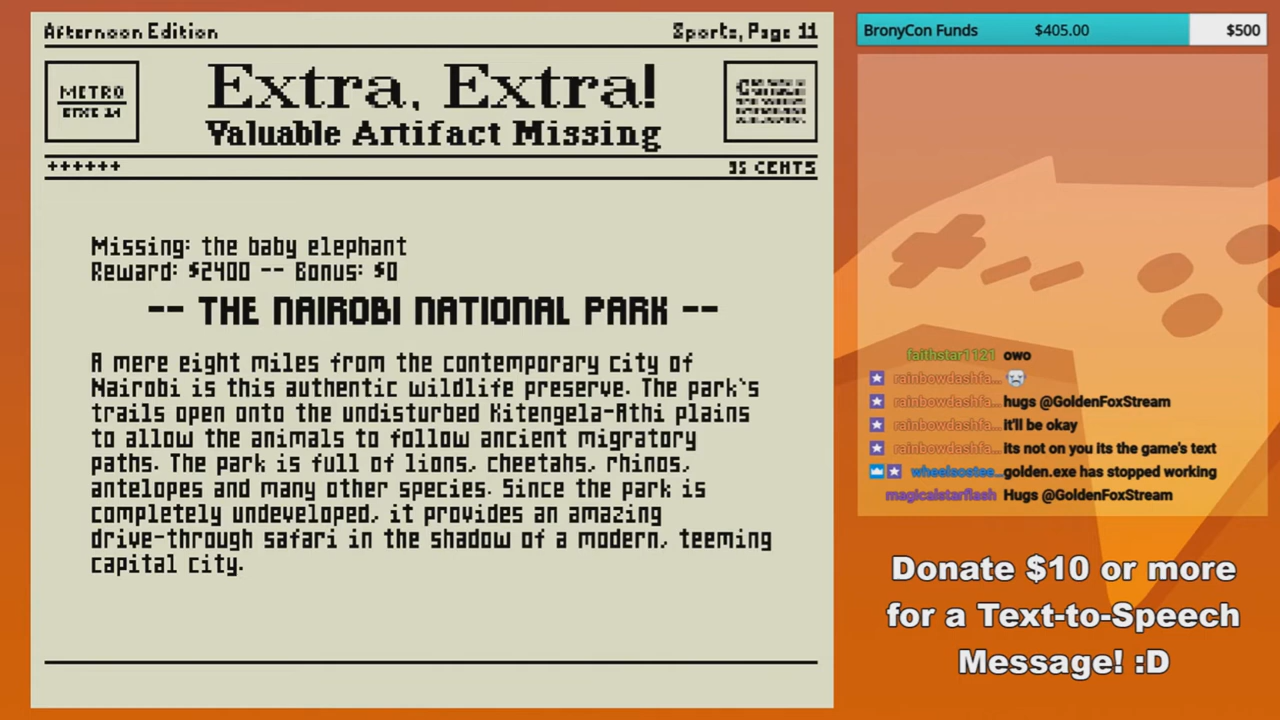 Afternoon Edition
Sports, Page 11
METRO
Extra, Extra!
Valuable Artifact Missing
++++++
35 CENTS
Missing: the baby elephant
Reward: $2400 -- Bonus: $0
-- THE NAIROBI NATIONAL PARK --
A mere eight miles from the contemporary city of
Nairobi is this authentic wildlife preserve. The park's
trails open onto the undisturbed Kitengela-Athi plains
to allow the animals to follow ancient migratory
paths. The park is full of lions, cheetahs, rhinos,
antelopes and many other species. Since the park is
completely undeveloped, it provides an amazing
drive-through safari in the shadow of a modern, teeming
capital city.
BronyCon Funds $405.00 $500
faithstar1121 owo
rainbowdashfa...
rainbowdashfa... hugs @GoldenFoxStream
rainbowdashfa... it'll be okay
rainbowdashfa... its not on you its the game's text
wheelsostee... golden.exe has stopped working
magicalstarflash Hugs @GoldenFoxStream
Donate $10 or more
for a Text-to-Speech
Message! :D